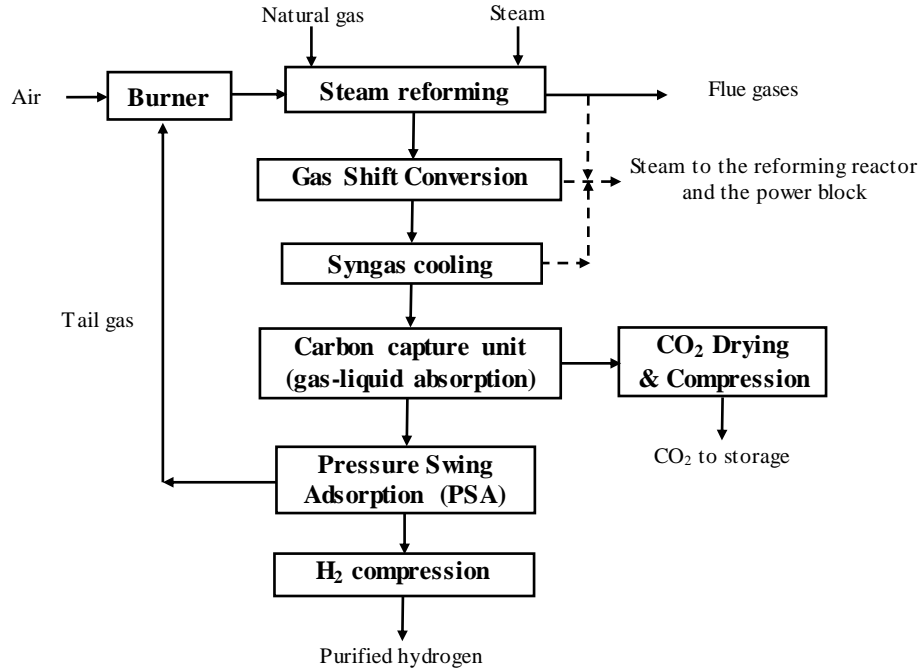 Natural gas
Steam
Air
Burner
Steam reforming
Flue gases
Gas Shift Conversion
Steam to the reforming reactor
and the power block
Syngas cooling
Tail gas
Carbon capture unit
(gas-liquid absorption)
CO₂ Drying
& Compression
CO₂ to storage
Pressure Swing
Adsorption (PSA)
H₂ compression
Purified hydrogen